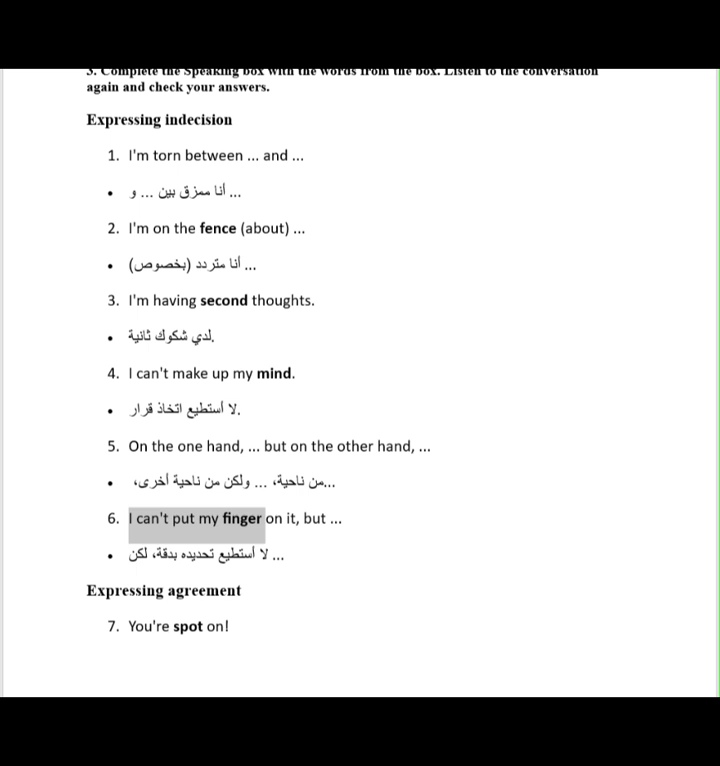 3. Complete the Speaking box with the words from the box. Listen to the conversation
again and check your answers.
Expressing indecision
1. I'm torn between ... and ...
• أنا ممزق بين ... و ...
2. I'm on the fence (about) ...
• أنا متردد (بخصوص) ...
3. I'm having second thoughts.
• لدي شكوك ثانية.
4. I can't make up my mind.
• لا أستطيع اتخاذ قرار.
5. On the one hand, ... but on the other hand, ...
• من ناحية، ... ولكن من ناحية أخرى، ...
6. I can't put my finger on it, but ...
• لا أستطيع تحديده بدقة، لكن ...
Expressing agreement
7. You're spot on!